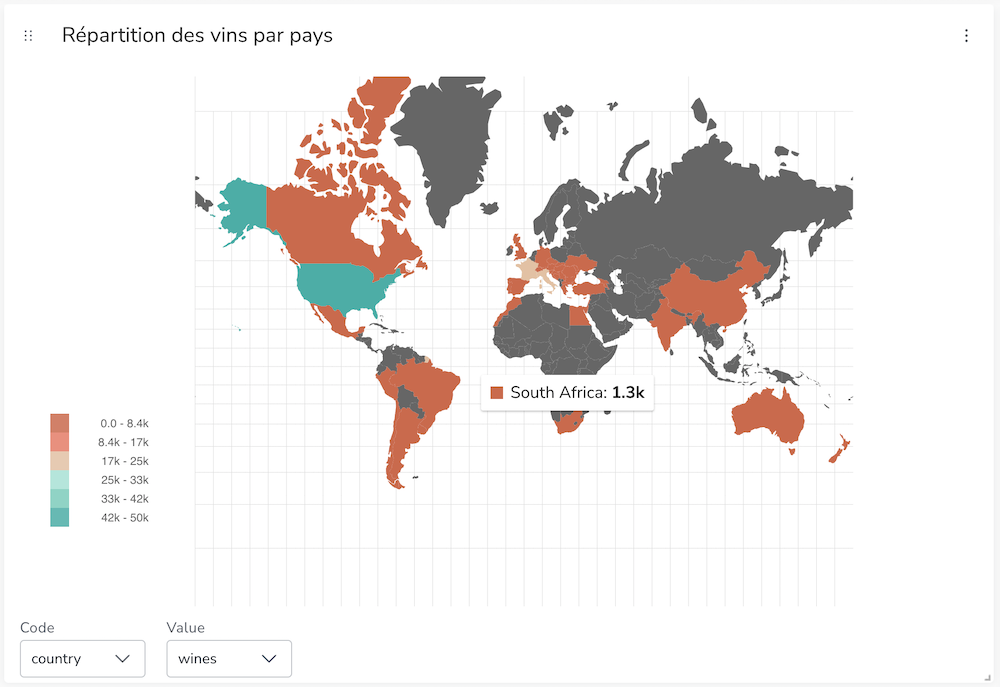 Répartition des vins par pays
South Africa: 1.3k
0.0 - 8.4k
8.4k - 17k
17k - 25k
25k - 33k
33k - 42k
42k - 50k
Code
Value
country
wines